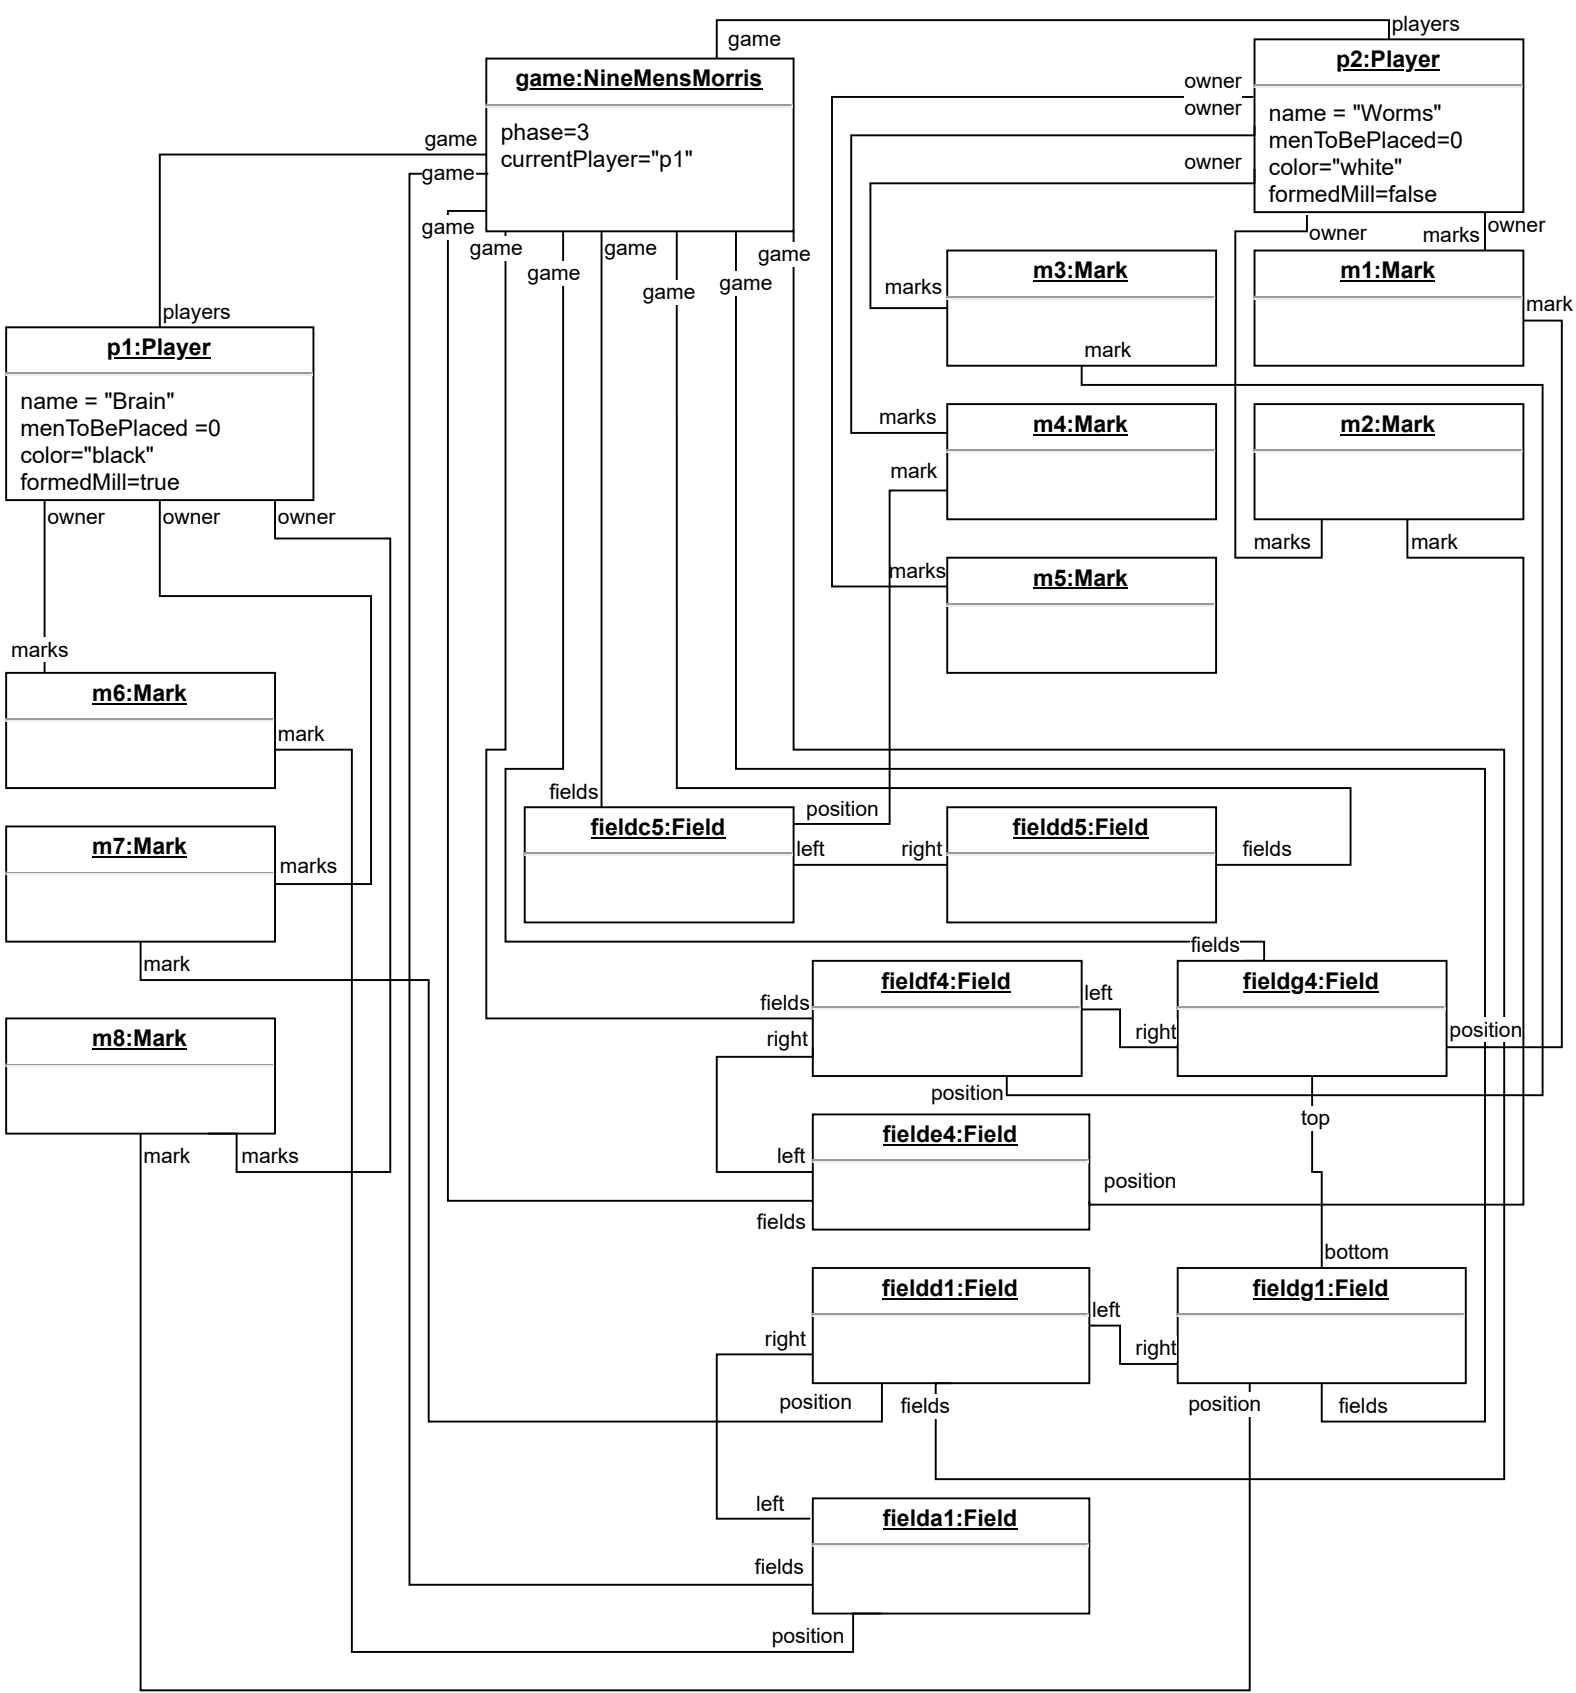 players
game
p2:Player
game:NineMensMorris
owner
owner
name = "Worms"
phase=3
game
menToBePlaced=0
currentPlayer="p1"
owner
color="white"
game
formedMill=false
game
owner
owner
marks
game
game
game
game
game
game
m3:Mark
m1:Mark
marks
mark
players
mark
p1:Player
name = "Brain"
menToBePlaced =0
color="black"
formedMill=true
marks
m4:Mark
m2:Mark
mark
owner
owner
owner
marks
mark
marks
m5:Mark
marks
m6:Mark
mark
fields
position
fieldc5:Field
fieldd5:Field
left
right
fields
m7:Mark
marks
fields
mark
fieldf4:Field
fieldg4:Field
left
fields
right
position
m8:Mark
right
position
top
fielde4:Field
mark
marks
left
position
fields
bottom
fieldd1:Field
fieldg1:Field
left
right
right
position
fields
position
fields
left
fielda1:Field
fields
position